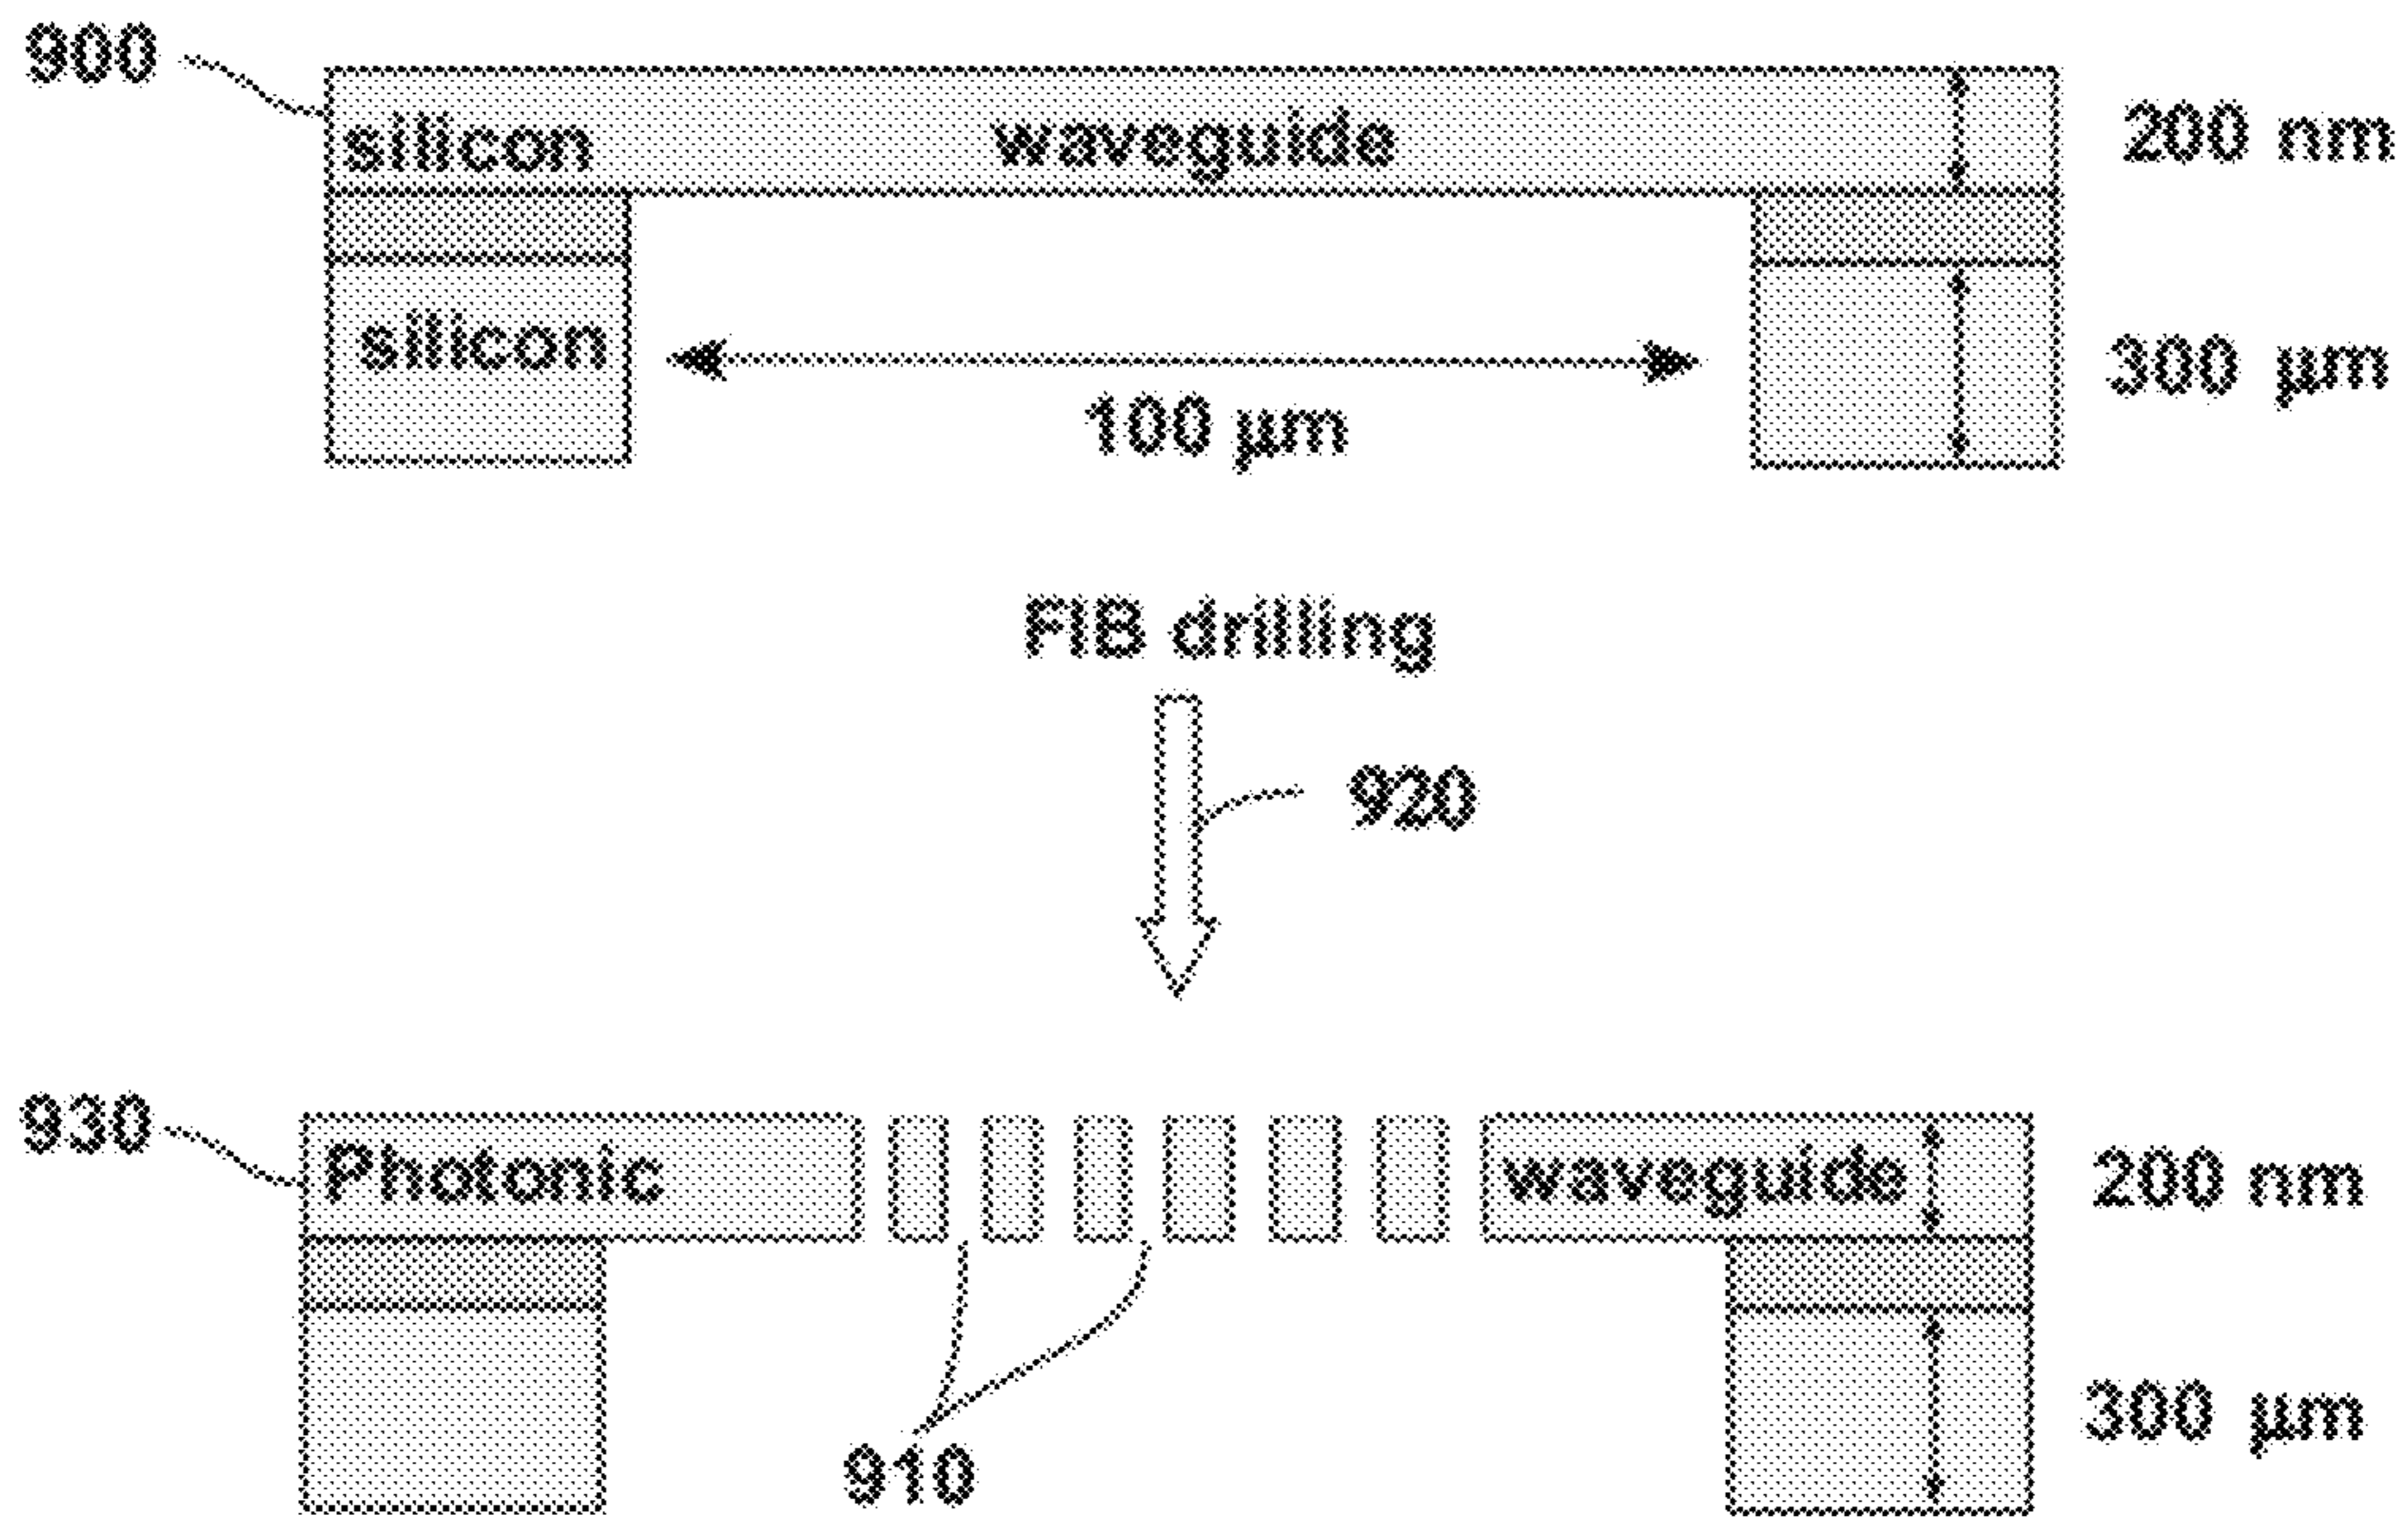 900
silicon waveguide 200 nm
silicon 300 µm
100 µm
FIB drilling
920
930
Photonic waveguide 200 nm
300 µm
910